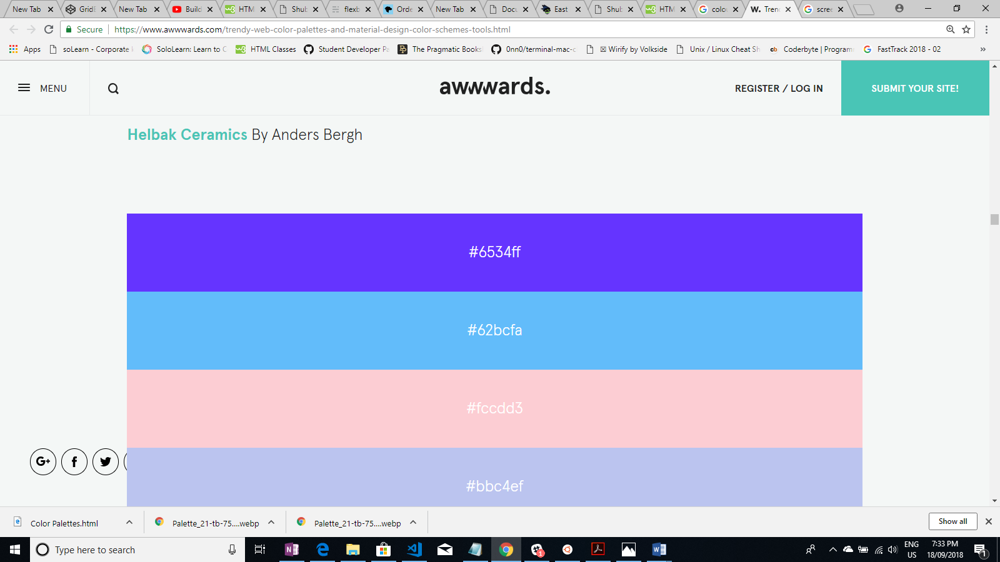 New Tab
GridE
New Tab
Build
HTM
Shub
flexb
Orde
New Tab
Docu
East
Shub
HTM
colou
Trend
scree
Secure
https://www.awwwards.com/trendy-web-color-palettes-and-material-design-color-schemes-tools.html
Apps
soLearn - Corporate
SoloLearn: Learn to C
HTML Classes
Student Developer Pa
The Pragmatic Books
0nn0/terminal-mac-c
Wirify by Volkside
Unix / Linux Cheat Sh
Coderbyte | Program
FastTrack 2018 - 02
MENU
awwwards.
REGISTER / LOG IN
SUBMIT YOUR SITE!
Helbak Ceramics By Anders Bergh
#6534ff
#62bcfa
#fccdd3
#bbc4ef
Color Palettes.html
Palette_21-tb-75....webp
Palette_21-tb-75....webp
Show all
Type here to search
ENG
US
7:33 PM
18/09/2018